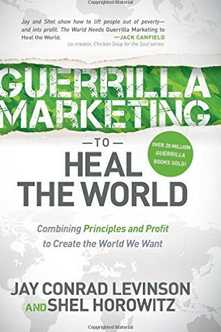 Jay and Shel show how to lift people out of poverty—
and into profit. The World Needs Guerrilla Marketing to
Heal the World.
—JACK CANFIELD
co-creator, Chicken Soup for the Soul series
GUERRILLA
MARKETING
—TO—
HEAL
THE WORLD
OVER 20 MILLION
GUERRILLA
BOOKS SOLD!
Combining Principles and Profit
to Create the World We Want
JAY CONRAD LEVINSON
AND SHEL HOROWITZ